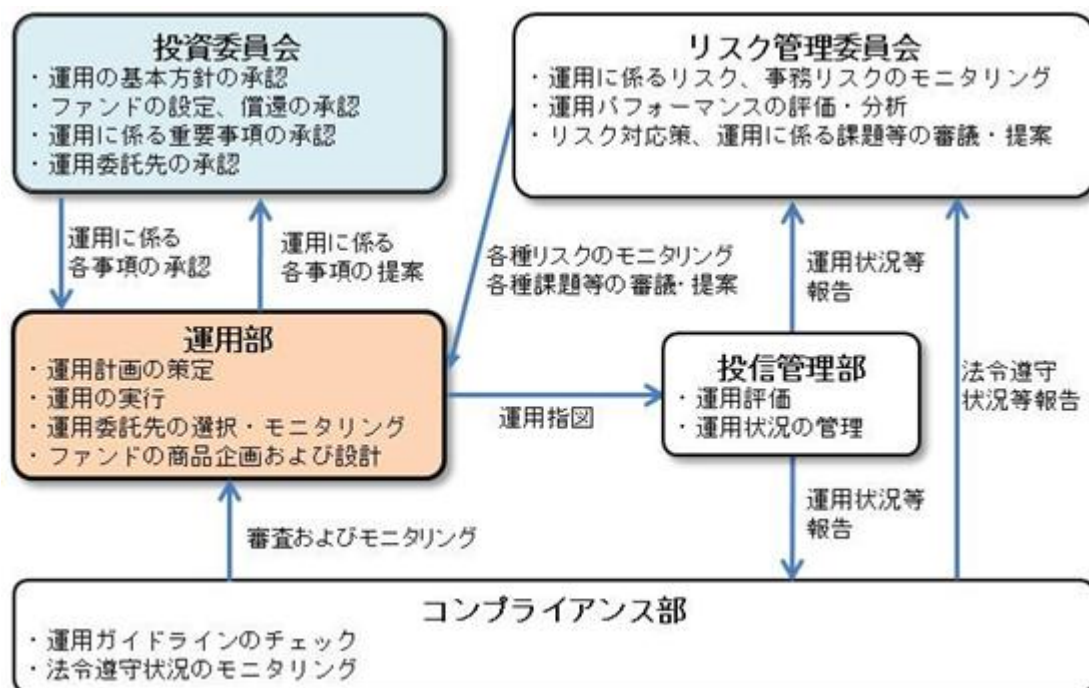 投資委員会
・運用の基本方針の承認
・ファンドの設定、償還の承認
・運用に係る重要事項の承認
・運用委託先の承認
リスク管理委員会
・運用に係るリスク、事務リスクのモニタリング
・運用パフォーマンスの評価・分析
・リスク対応策、運用に係る課題等の審議・提案
運用に係る
各事項の承認
運用に係る
各事項の提案
各種リスクのモニタリング
各種課題等の審議・提案
運用状況等
報告
運用部
・運用計画の策定
・運用の実行
・運用委託先の選択・モニタリング
・ファンドの商品企画および設計
運用指図
投信管理部
・運用評価
・運用状況の管理
法令遵守
状況等報告
審査およびモニタリング
運用状況等
報告
コンプライアンス部
・運用ガイドラインのチェック
・法令遵守状況のモニタリング